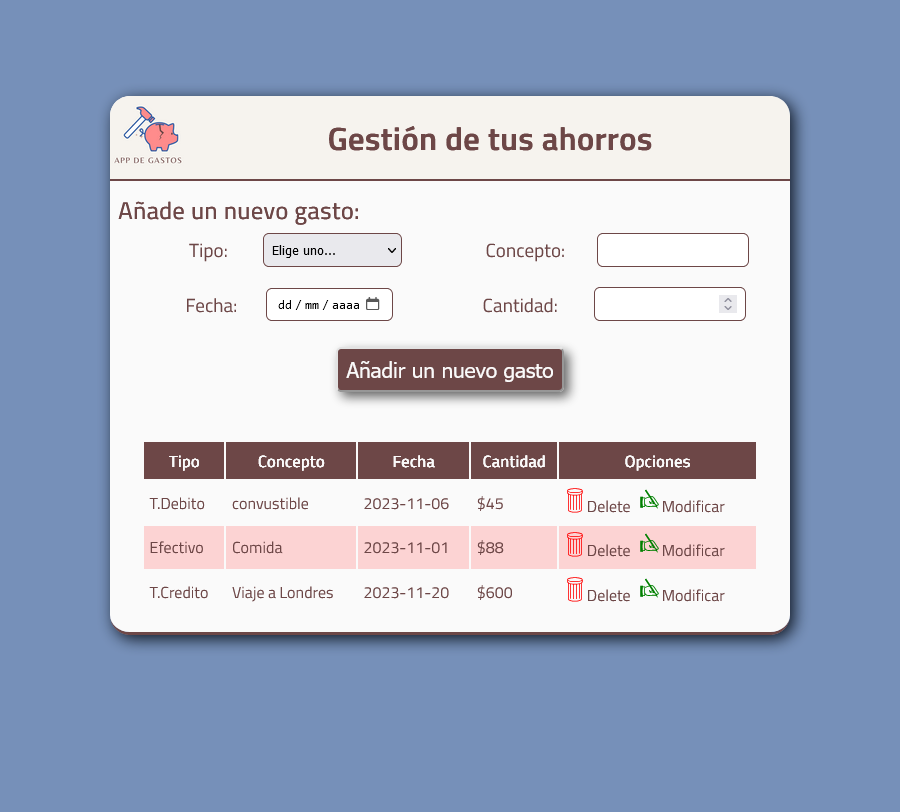 APP DE GASTOS
Gestión de tus ahorros
Añade un nuevo gasto:
Tipo: Elige uno... Concepto:
Fecha: dd / mm / aaaa Cantidad:
Añadir un nuevo gasto
Tipo Concepto Fecha Cantidad Opciones
T.Debito convustible 2023-11-06 $45 Delete Modificar
Efectivo Comida 2023-11-01 $88 Delete Modificar
T.Credito Viaje a Londres 2023-11-20 $600 Delete Modificar